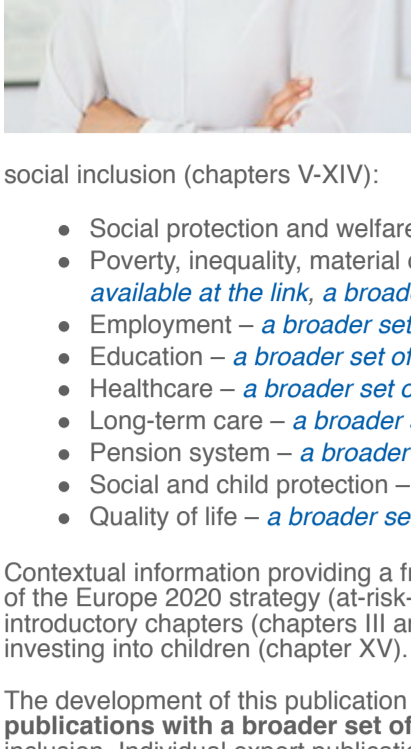 social inclusion (chapters V-XIV):
● Social protection and welfare
● Poverty, inequality, material
available at the link, a broad
● Employment – a broader set
● Education – a broader set of
● Healthcare – a broader set
● Long-term care – a broader
● Pension system – a broader
● Social and child protection –
● Quality of life – a broader
Contextual information providing a
of the Europe 2020 strategy (at-risk-
introductory chapters (chapters III
investing into children (chapter XV).
The development of this publication
publications with a broader set of
inclusion. Individual expert